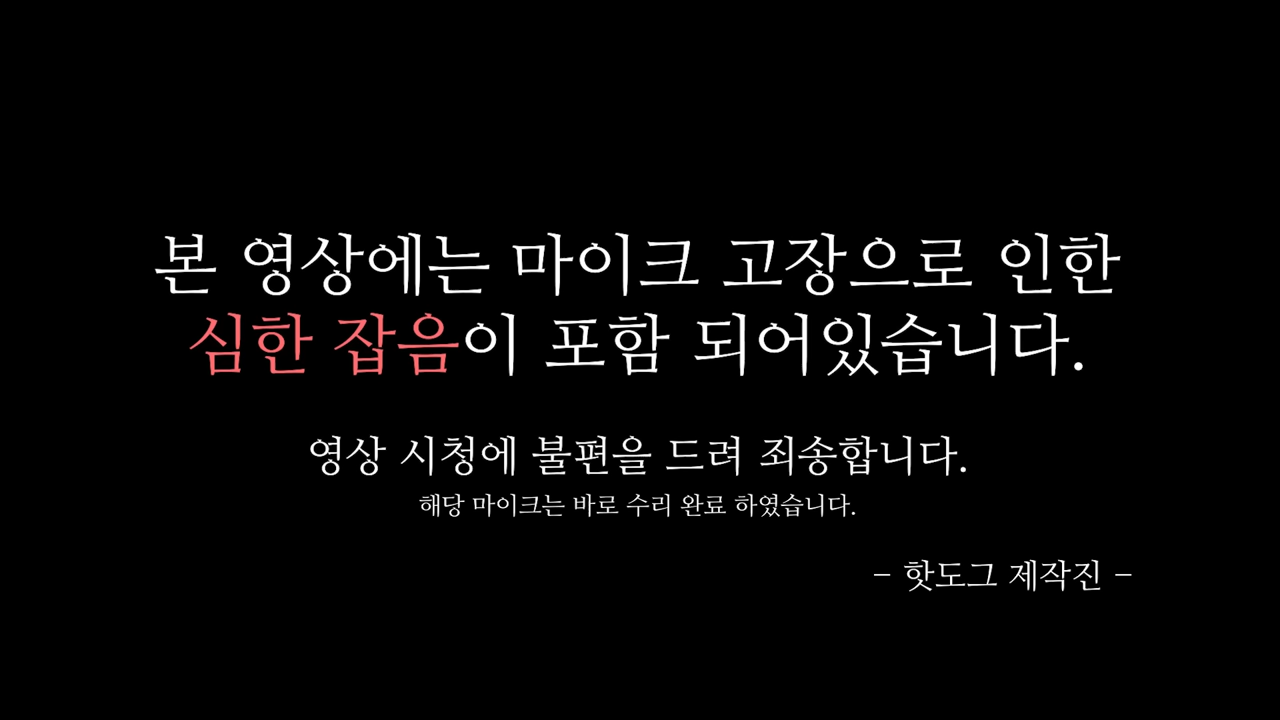 본 영상에는 마이크 고장으로 인한
심한 잡음이 포함 되어있습니다.
영상 시청에 불편을 드려 죄송합니다.
해당 마이크는 바로 수리 완료 하였습니다.
– 핫도그 제작진 –